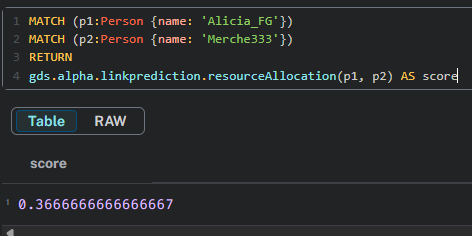 1 MATCH (p1:Person {name: 'Alicia_FG'})
2 MATCH (p2:Person {name: 'Merche333'})
3 RETURN
4 gds.alpha.linkprediction.resourceAllocation(p1, p2) AS score
Table RAW
score
1 0.3666666666666667